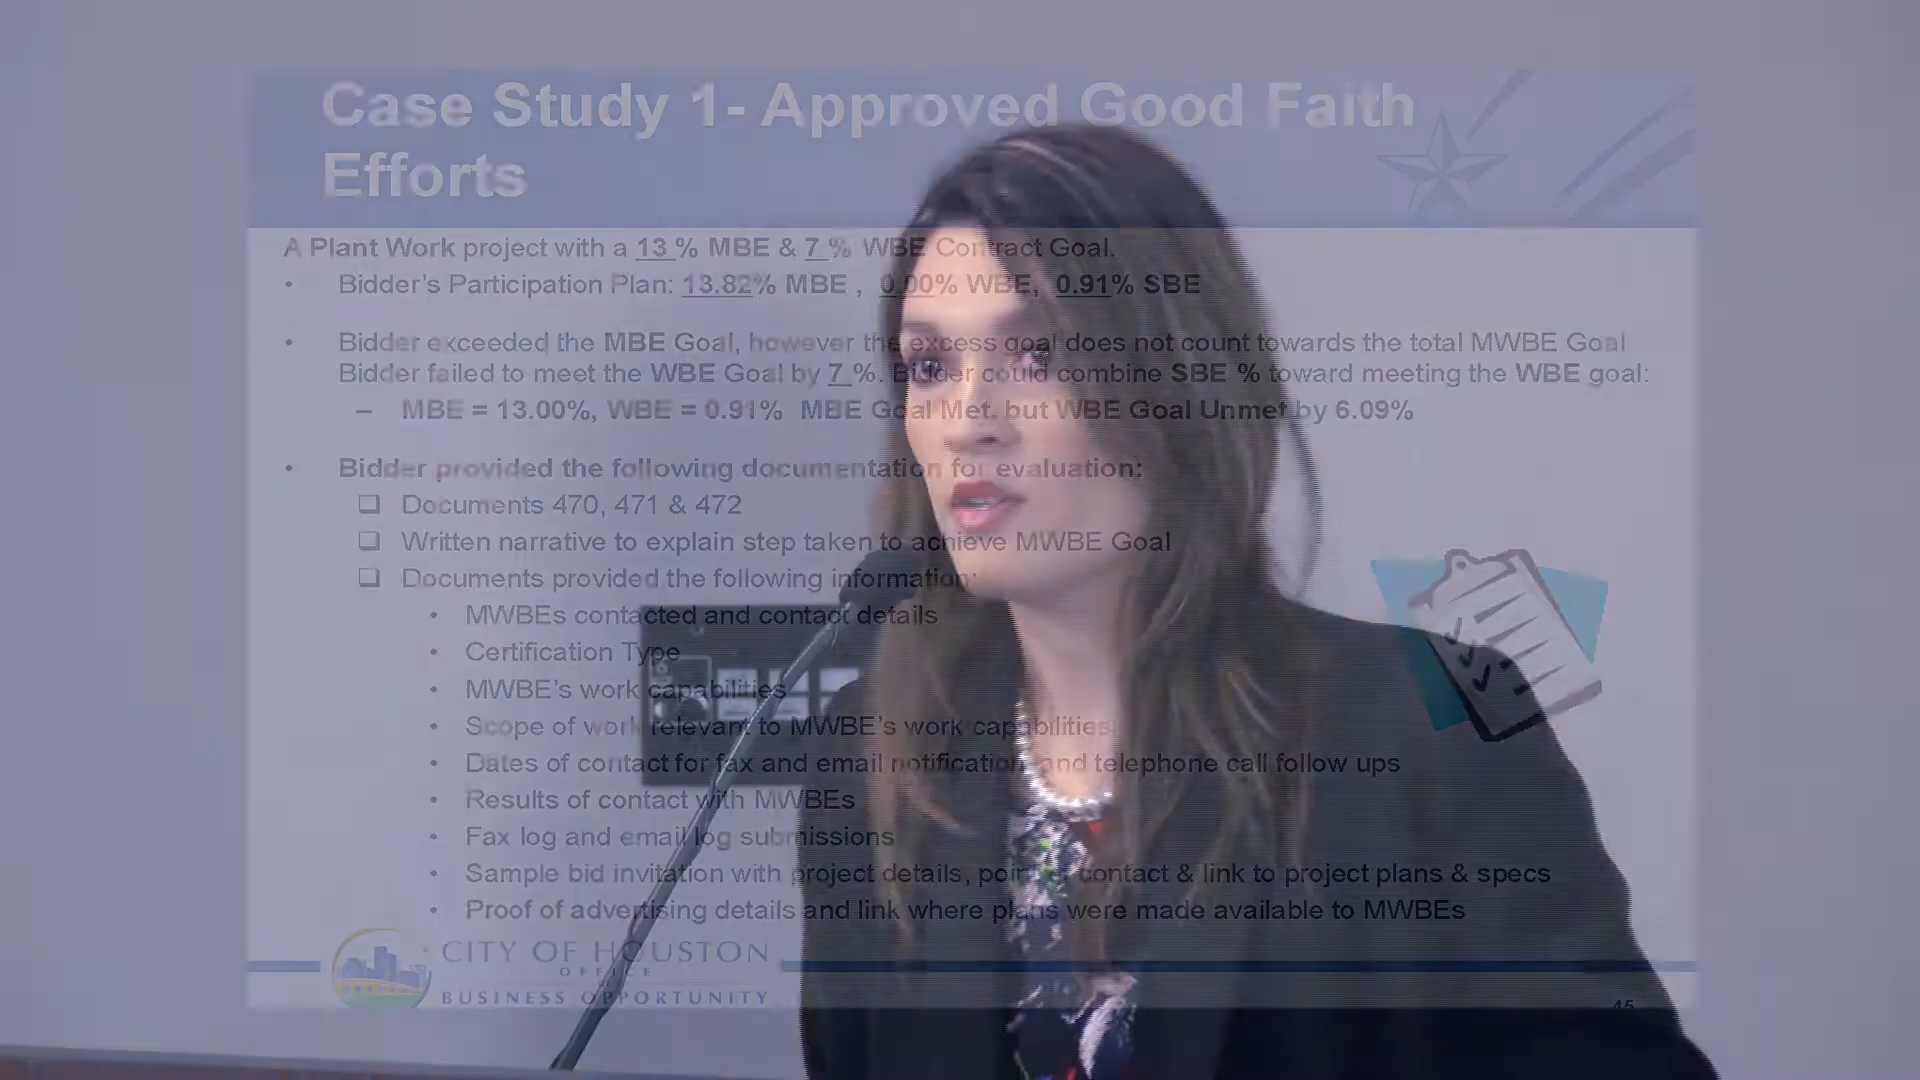 Case Study 1- Approved Good Faith
Efforts
A Plant Work project with a 13 % MBE & 7 % WBE Contract Goal.
• Bidder's Participation Plan: 13.82% MBE , 0.00% WBE, 0.91% SBE
• Bidder exceeded the MBE Goal, however the excess goal does not count towards the total MWBE Goal
Bidder failed to meet the WBE Goal by 7 %. Bidder could combine SBE % toward meeting the WBE goal:
– MBE = 13.00%, WBE = 0.91% MBE Goal Met, but WBE Goal Unmet by 6.09%
• Bidder provided the following documentation for evaluation:
❑ Documents 470, 471 & 472
❑ Written narrative to explain step taken to achieve MWBE Goal
❑ Documents provided the following information:
• MWBEs contacted and contact details
• Certification Type
• MWBE's work capabilities
• Scope of work relevant to MWBE's work capabilities
• Dates of contact for fax and email notification and telephone call follow ups
• Results of contact with MWBEs
• Fax log and email log submissions
• Sample bid invitation with project details, contact & link to project plans & specs
• Proof of advertising details and link where plans were made available to MWBEs
CITY OF HOUSTON
OFFICE
BUSINESS OPPORTUNITY
45